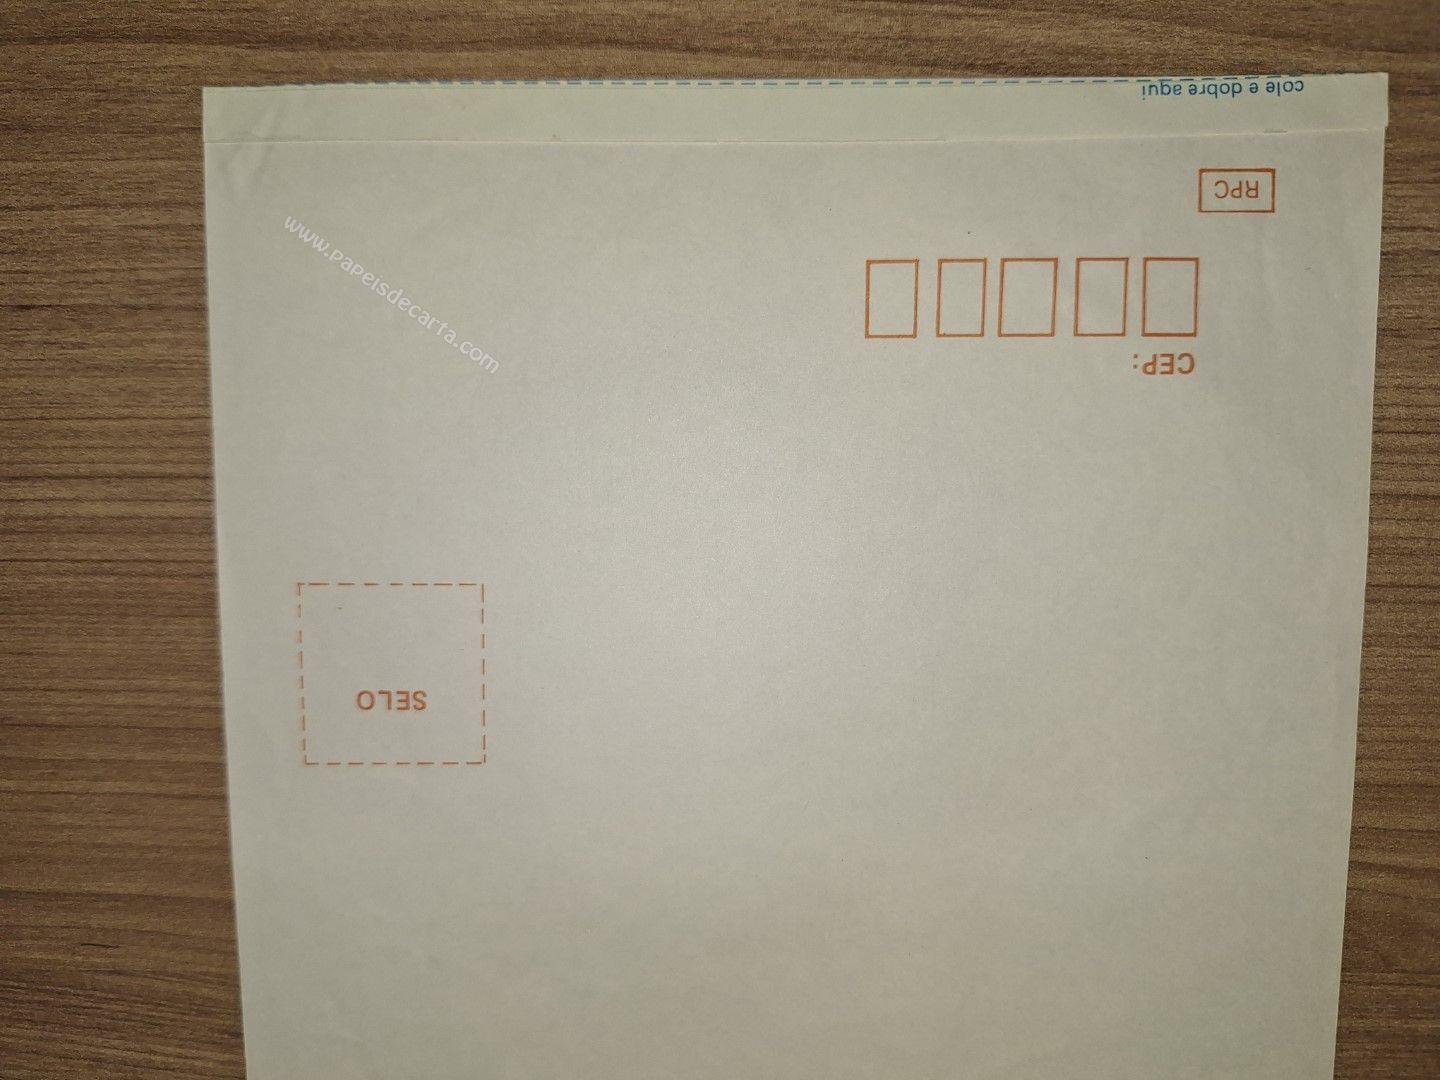 cole e dobre aqui
RPC
CEP:
SELO
www.papeisdecarta.com